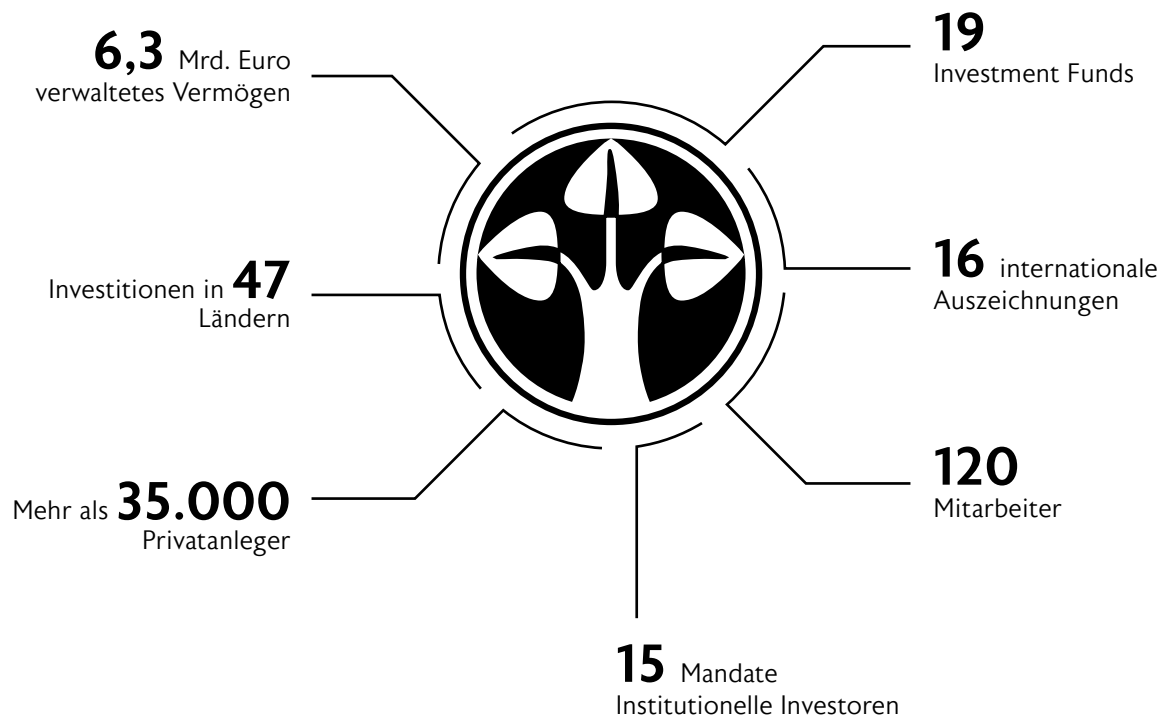 6,3 Mrd. Euro
verwaltetes Vermögen
19
Investment Funds
Investitionen in 47
Ländern
16 internationale
Auszeichnungen
Mehr als 35.000
Privatanleger
120
Mitarbeiter
15 Mandate
Institutionelle Investoren